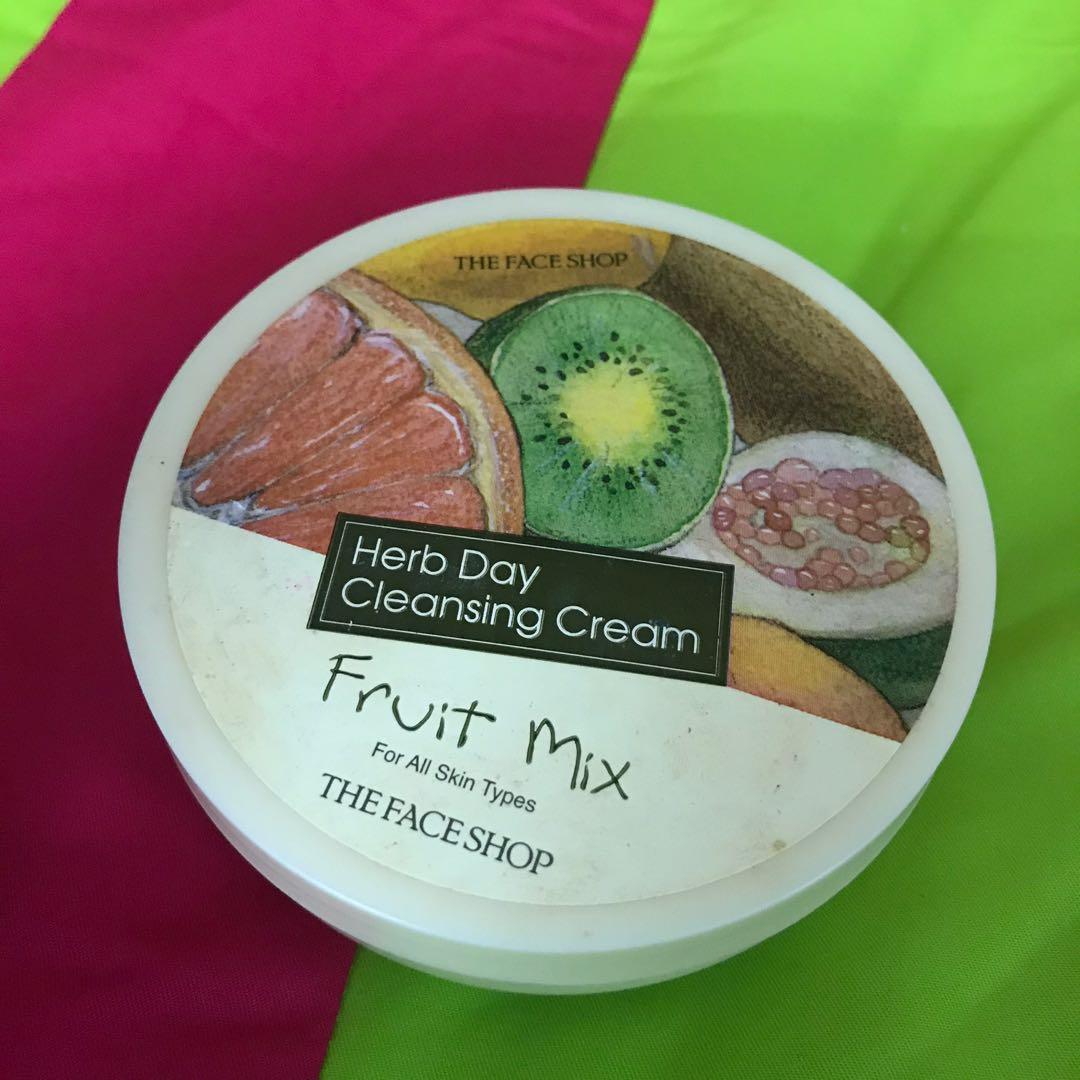 THE FACE SHOP
Herb Day
Cleansing Cream
Fruit Mix
For All Skin Types
THE FACE SHOP